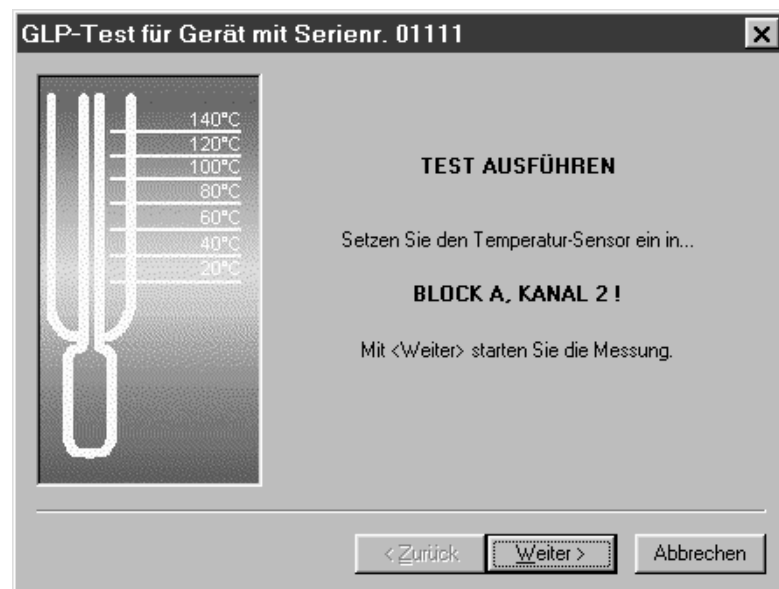 GLP-Test für Gerät mit Serienr. 01111
140°C
120°C
100°C
80°C
60°C
40°C
20°C
TEST AUSFÜHREN
Setzen Sie den Temperatur-Sensor ein in...
BLOCK A, KANAL 2 !
Mit <Weiter> starten Sie die Messung.
< Zurück
Weiter >
Abbrechen